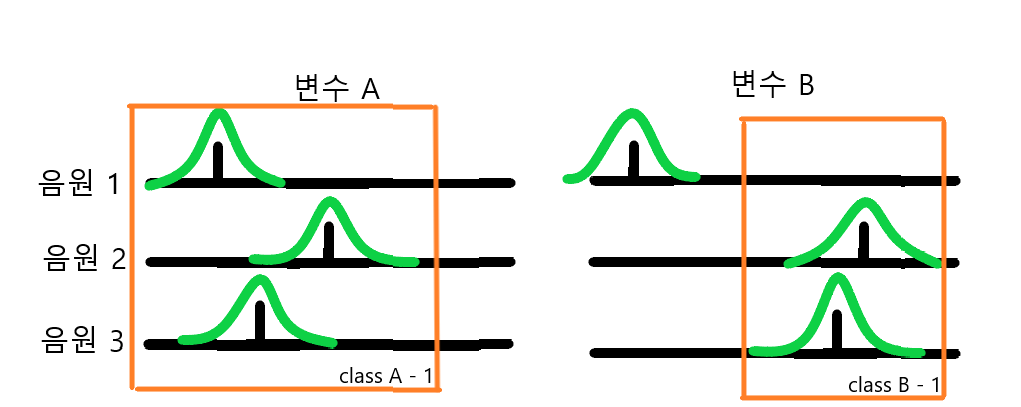 변수 A
변수 B
음원 1
음원 2
음원 3
class A - 1
class B - 1